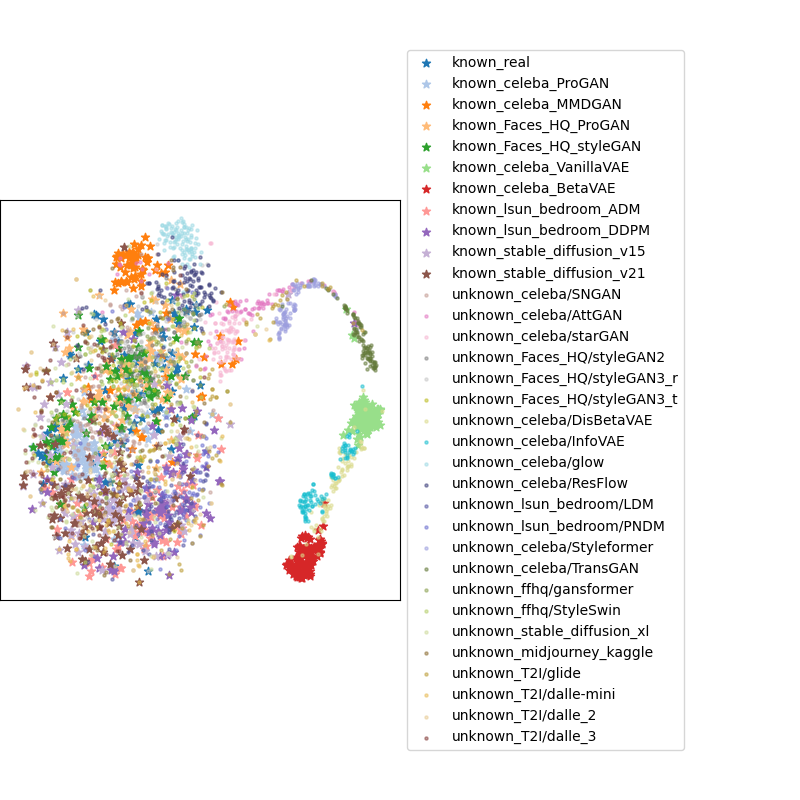 known_real
known_celeba_ProGAN
known_celeba_MMDGAN
known_Faces_HQ_ProGAN
known_Faces_HQ_styleGAN
known_celeba_VanillaVAE
known_celeba_BetaVAE
known_lsun_bedroom_ADM
known_lsun_bedroom_DDPM
known_stable_diffusion_v15
known_stable_diffusion_v21
unknown_celeba/SNGAN
unknown_celeba/AttGAN
unknown_celeba/starGAN
unknown_Faces_HQ/styleGAN2
unknown_Faces_HQ/styleGAN3_r
unknown_Faces_HQ/styleGAN3_t
unknown_celeba/DisBetaVAE
unknown_celeba/InfoVAE
unknown_celeba/glow
unknown_celeba/ResFlow
unknown_lsun_bedroom/LDM
unknown_lsun_bedroom/PNDM
unknown_celeba/Styleformer
unknown_celeba/TransGAN
unknown_ffhq/gansformer
unknown_ffhq/StyleSwin
unknown_stable_diffusion_xl
unknown_midjourney_kaggle
unknown_T2I/glide
unknown_T2I/dalle-mini
unknown_T2I/dalle_2
unknown_T2I/dalle_3